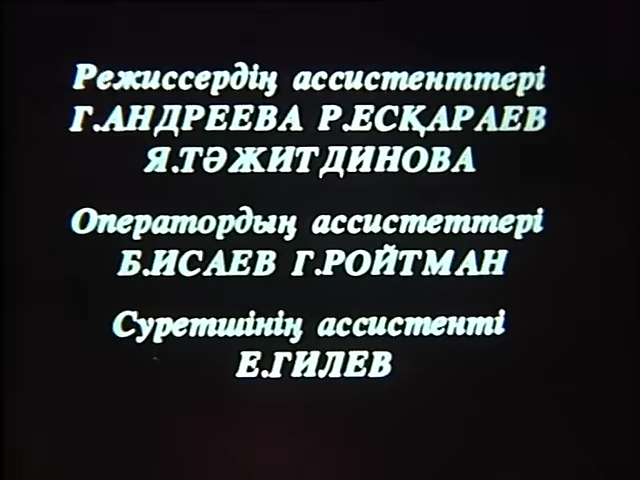 Режиссердің ассистенттері
Г.АНДРЕЕВА Р.ЕСҚАРАЕВ
Я.ТӘЖИТДИНОВА
Оператордың ассистеттері
Б.ИСАЕВ Г.РОЙТМАН
Суретшінің ассистенті
Е.ГИЛЕВ